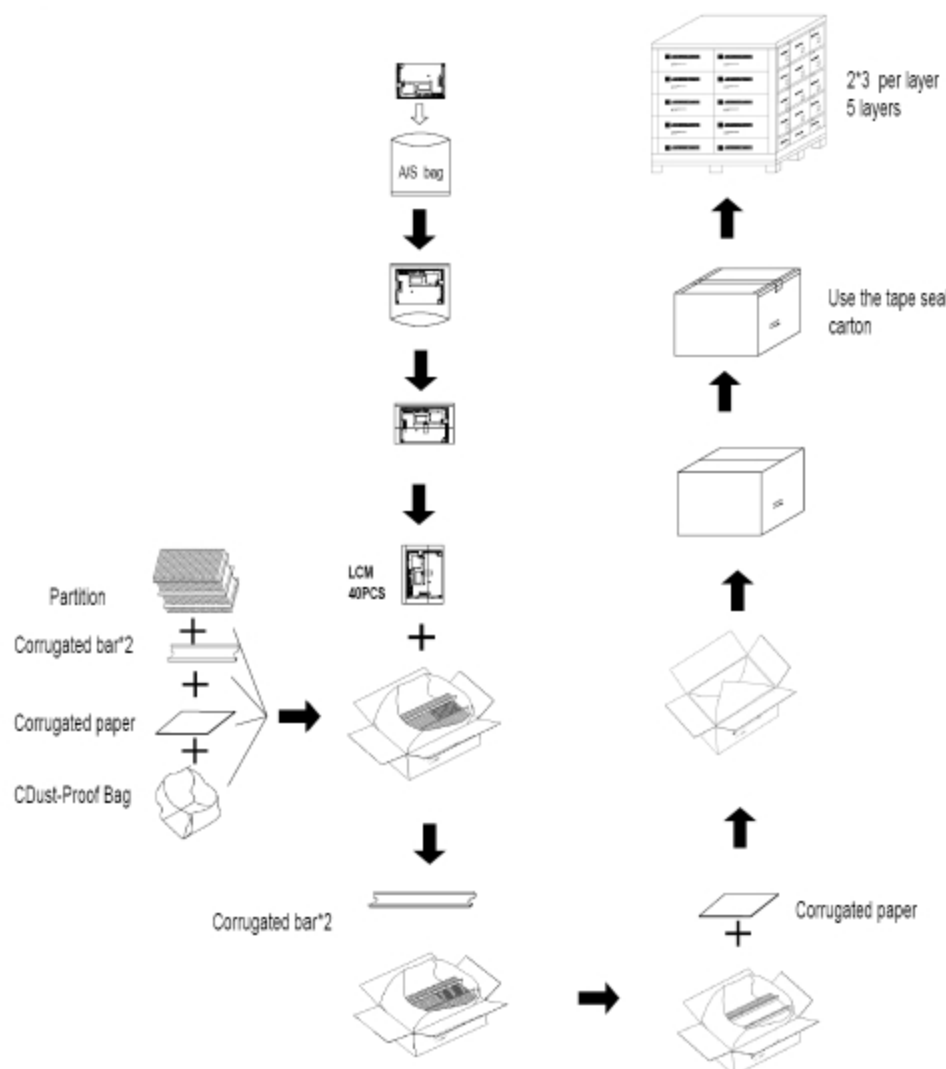 A/S bag
LCM
40PCS
Partition
Corrugated bar*2
Corrugated paper
CDust-Proof Bag
Corrugated bar*2
Corrugated paper
Use the tape seal
carton
2*3 per layer
5 layers